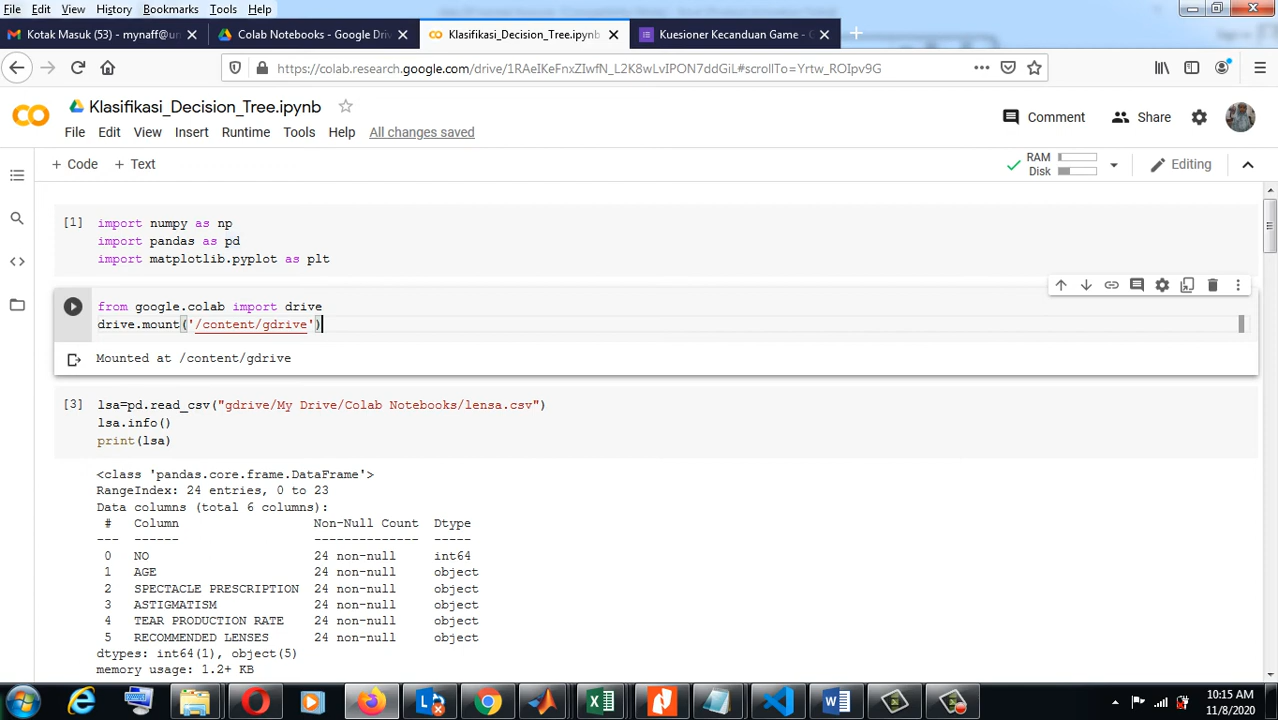 File Edit View History Bookmarks Tools Help
Kotak Masuk (53) - mynaff@un
Colab Notebooks - Google Driv
Klasifikasi_Decision_Tree.ipynb
Kuesioner Kecanduan Game - G
https://colab.research.google.com/drive/1RAeIKeFnxZIwfN_L2K8wLvIPON7ddGiL#scrollTo=Yrtw_ROIpv9G
Klasifikasi_Decision_Tree.ipynb
Comment Share
File Edit View Insert Runtime Tools Help All changes saved
+ Code + Text
RAM
Disk
Editing
[1] import numpy as np
import pandas as pd
import matplotlib.pyplot as plt
from google.colab import drive
drive.mount('/content/gdrive')
Mounted at /content/gdrive
[3] lsa=pd.read_csv("gdrive/My Drive/Colab Notebooks/lensa.csv")
lsa.info()
print(lsa)
<class 'pandas.core.frame.DataFrame'>
RangeIndex: 24 entries, 0 to 23
Data columns (total 6 columns):
# Column Non-Null Count Dtype
--- ------ -------------- -----
0 NO 24 non-null int64
1 AGE 24 non-null object
2 SPECTACLE PRESCRIPTION 24 non-null object
3 ASTIGMATISM 24 non-null object
4 TEAR PRODUCTION RATE 24 non-null object
5 RECOMMENDED LENSES 24 non-null object
dtypes: int64(1), object(5)
memory usage: 1.2+ KB
10:15 AM
11/8/2020